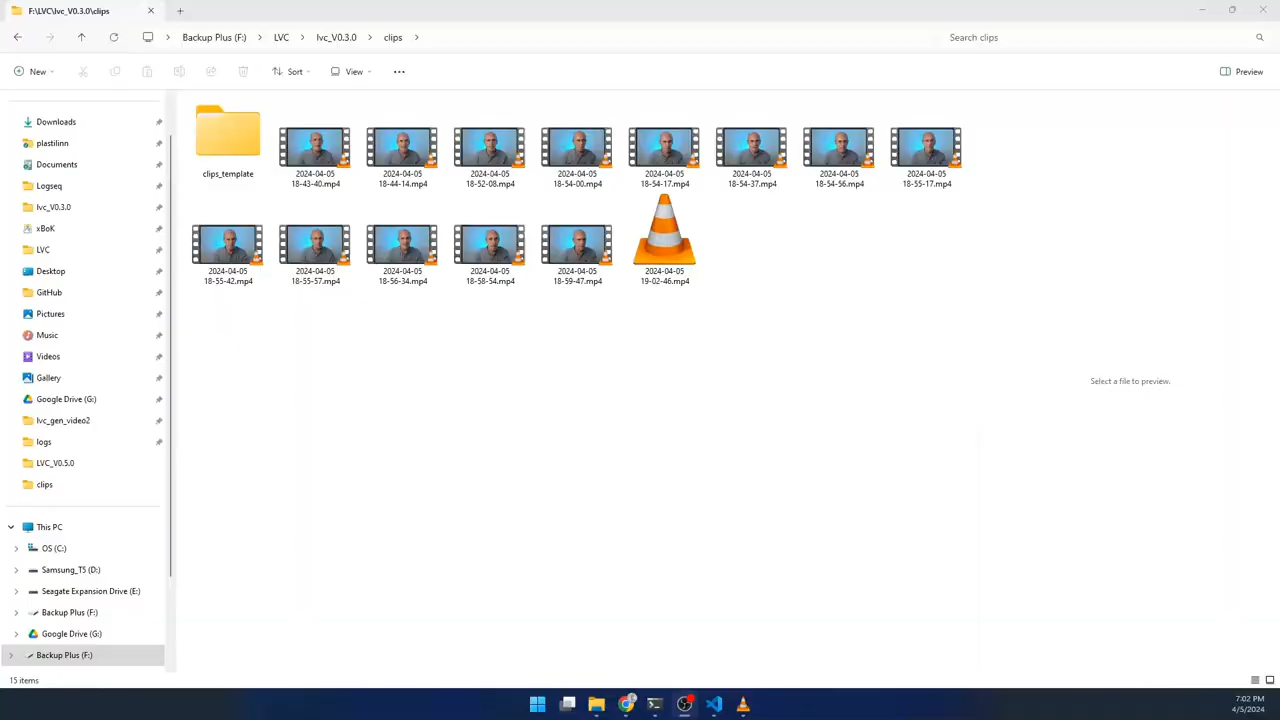 F:\LVC\lvc_V0.3.0\clips
Backup Plus (F:) LVC lvc_V0.3.0 clips
Search clips
New
Sort
View
Preview
Downloads
plastilinn
Documents
Logseq
lvc_V0.3.0
xBoK
LVC
Desktop
GitHub
Pictures
Music
Videos
Gallery
Google Drive (G:)
lvc_gen_video2
logs
LVC_V0.5.0
clips
This PC
OS (C:)
Samsung_T5 (D:)
Seagate Expansion Drive (E:)
Backup Plus (F:)
Google Drive (G:)
Backup Plus (F:)
clips_template
2024-04-05
18-43-40.mp4
2024-04-05
18-44-14.mp4
2024-04-05
18-52-08.mp4
2024-04-05
18-54-00.mp4
2024-04-05
18-54-17.mp4
2024-04-05
18-54-37.mp4
2024-04-05
18-54-56.mp4
2024-04-05
18-55-17.mp4
2024-04-05
18-55-42.mp4
2024-04-05
18-55-57.mp4
2024-04-05
18-56-34.mp4
2024-04-05
18-58-54.mp4
2024-04-05
18-59-47.mp4
2024-04-05
19-02-46.mp4
Select a file to preview.
15 items
7:02 PM
4/5/2024